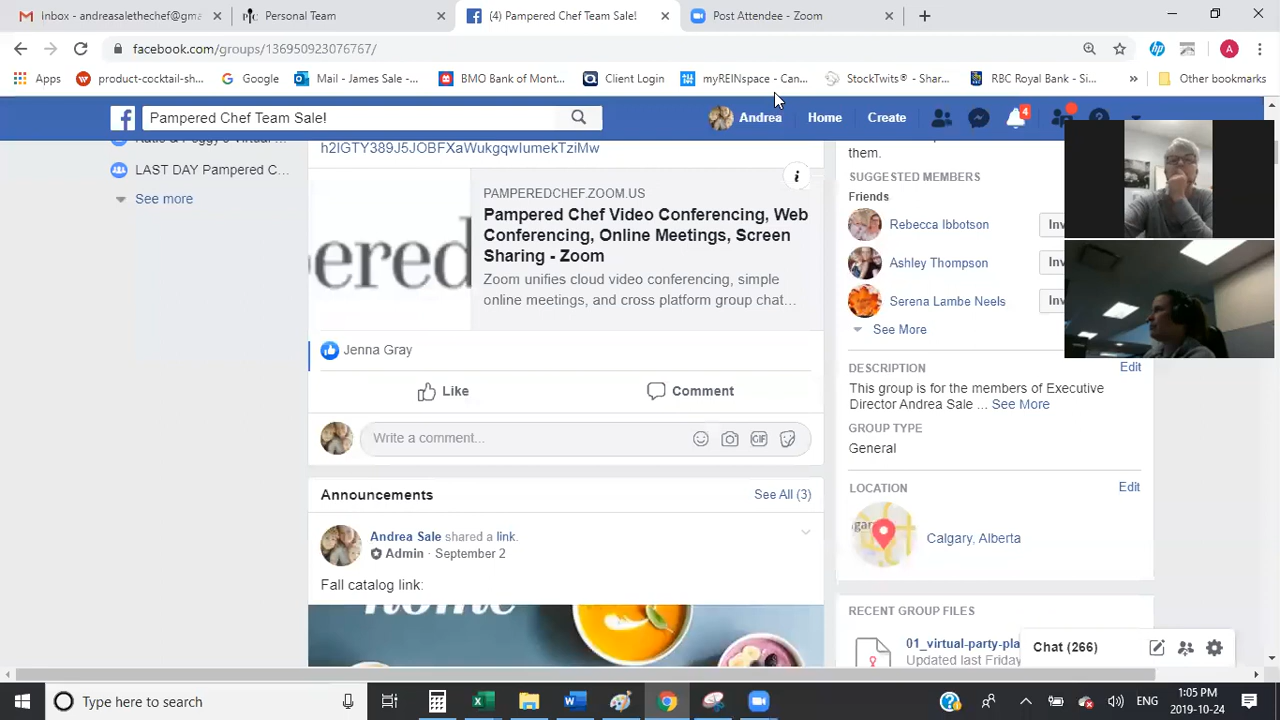 Inbox - andreasalethechef@gm
Personal Team
(4) Pampered Chef Team Sale!
Post Attendee - Zoom
facebook.com/groups/136950923076767/
A
Apps
product-cocktail-sh...
Google
Mail - James Sale -...
BMO Bank of Mont...
Client Login
myREINspace - Can...
StockTwits® - Shar...
RBC Royal Bank - Si...
Other bookmarks
Pampered Chef Team Sale!
Andrea
Home
Create
4
LAST DAY Pampered C...
See more
h2IGTY389J5JOBFXaWukgqwIumekTziMw
ered
PAMPEREDCHEF.ZOOM.US
Pampered Chef Video Conferencing, Web
Conferencing, Online Meetings, Screen
Sharing - Zoom
Zoom unifies cloud video conferencing, simple
online meetings, and cross platform group chat...
Jenna Gray
Like
Comment
Write a comment...
GIF
Announcements
See All (3)
Andrea Sale shared a link.
Admin · September 2
Fall catalog link:
home
them.
SUGGESTED MEMBERS
Friends
Rebecca Ibbotson
Inv
Ashley Thompson
Inv
Serena Lambe Neels
Inv
See More
DESCRIPTION
Edit
This group is for the members of Executive
Director Andrea Sale ... See More
GROUP TYPE
General
LOCATION
Edit
Calgary, Alberta
RECENT GROUP FILES
01_virtual-party-pla
Updated last Friday
Chat (266)
Type here to search
ENG
1:05 PM
2019-10-24